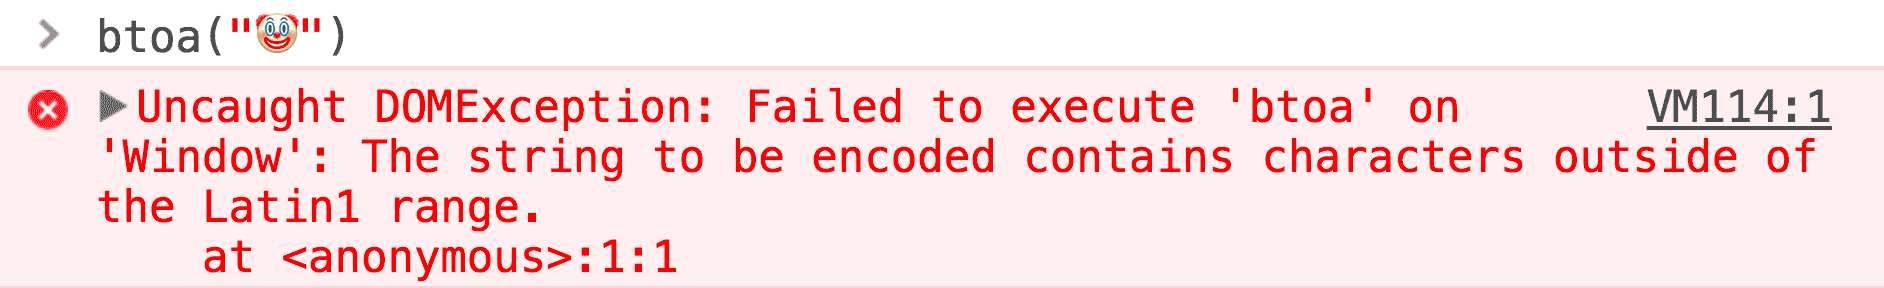 > btoa("🤡")
▶Uncaught DOMException: Failed to execute 'btoa' on VM114:1
'Window': The string to be encoded contains characters outside of
the Latin1 range.
    at <anonymous>:1:1